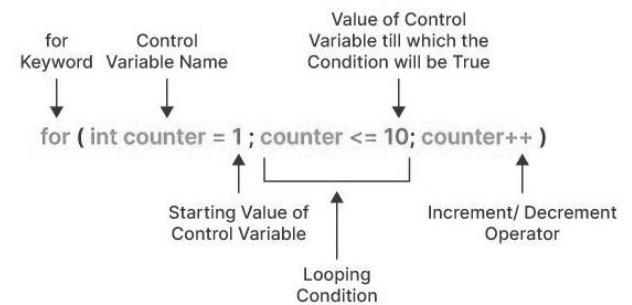 for
Keyword
Control
Variable Name
Value of Control
Variable till which the
Condition will be True
for ( int counter = 1 ; counter <= 10; counter++ )
Starting Value of
Control Variable
Looping
Condition
Increment/ Decrement
Operator